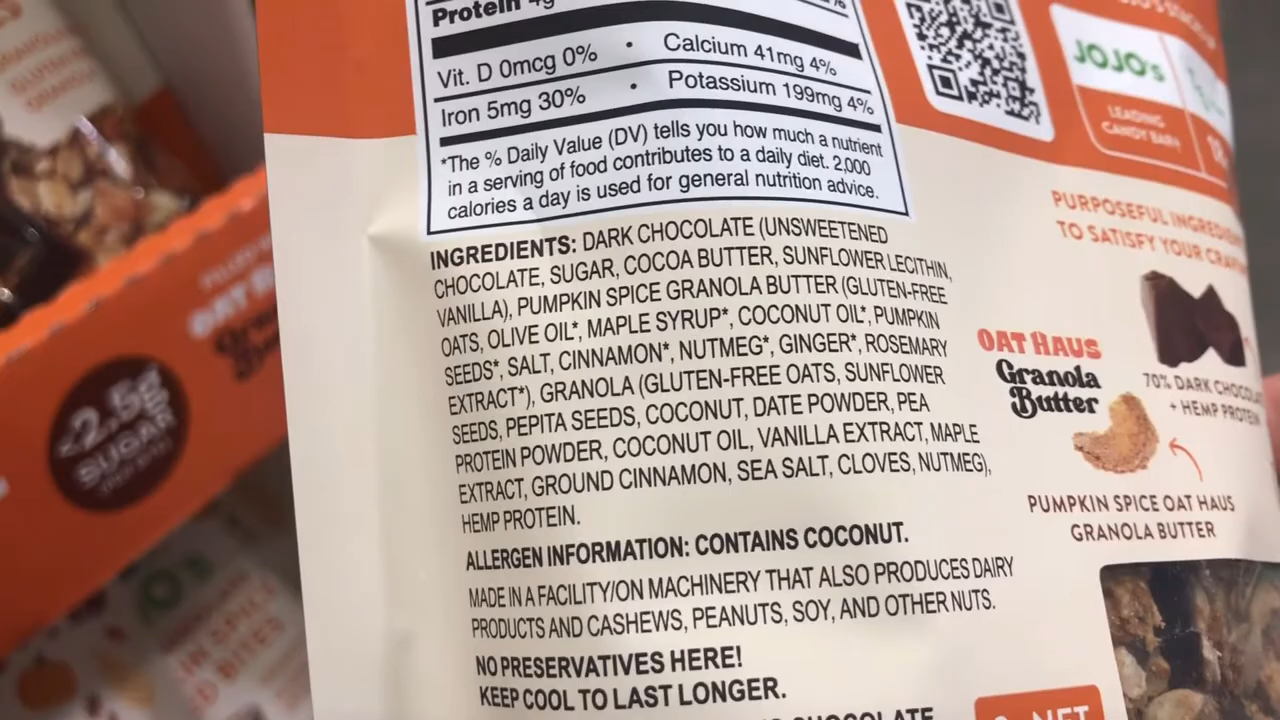 Protein 4g
Vit. D 0mcg 0% • Calcium 41mg 4%
Iron 5mg 30% • Potassium 199mg 4%
*The % Daily Value (DV) tells you how much a nutrient
in a serving of food contributes to a daily diet. 2,000
calories a day is used for general nutrition advice.
INGREDIENTS: DARK CHOCOLATE (UNSWEETENED
CHOCOLATE, SUGAR, COCOA BUTTER, SUNFLOWER LECITHIN,
VANILLA), PUMPKIN SPICE GRANOLA BUTTER (GLUTEN-FREE
OATS, OLIVE OIL*, MAPLE SYRUP*, COCONUT OIL*, PUMPKIN
SEEDS*, SALT, CINNAMON*, NUTMEG*, GINGER*, ROSEMARY
EXTRACT*), GRANOLA (GLUTEN-FREE OATS, SUNFLOWER
SEEDS, PEPITA SEEDS, COCONUT, DATE POWDER, PEA
PROTEIN POWDER, COCONUT OIL, VANILLA EXTRACT, MAPLE
EXTRACT, GROUND CINNAMON, SEA SALT, CLOVES, NUTMEG),
HEMP PROTEIN.
ALLERGEN INFORMATION: CONTAINS COCONUT.
MADE IN A FACILITY/ON MACHINERY THAT ALSO PRODUCES DAIRY
PRODUCTS AND CASHEWS, PEANUTS, SOY, AND OTHER NUTS.
NO PRESERVATIVES HERE!
KEEP COOL TO LAST LONGER.
CHOCOLATE
JOJO's
LEADING
CANDY BAR†
PURPOSEFUL
TO SATISFY YOUR
OAT HAUS
Granola
Butter
70% DARK
+ HEMP PROTEIN
PUMPKIN SPICE OAT HAUS
GRANOLA BUTTER
NET
<2.5g
SUGAR
JOJO's